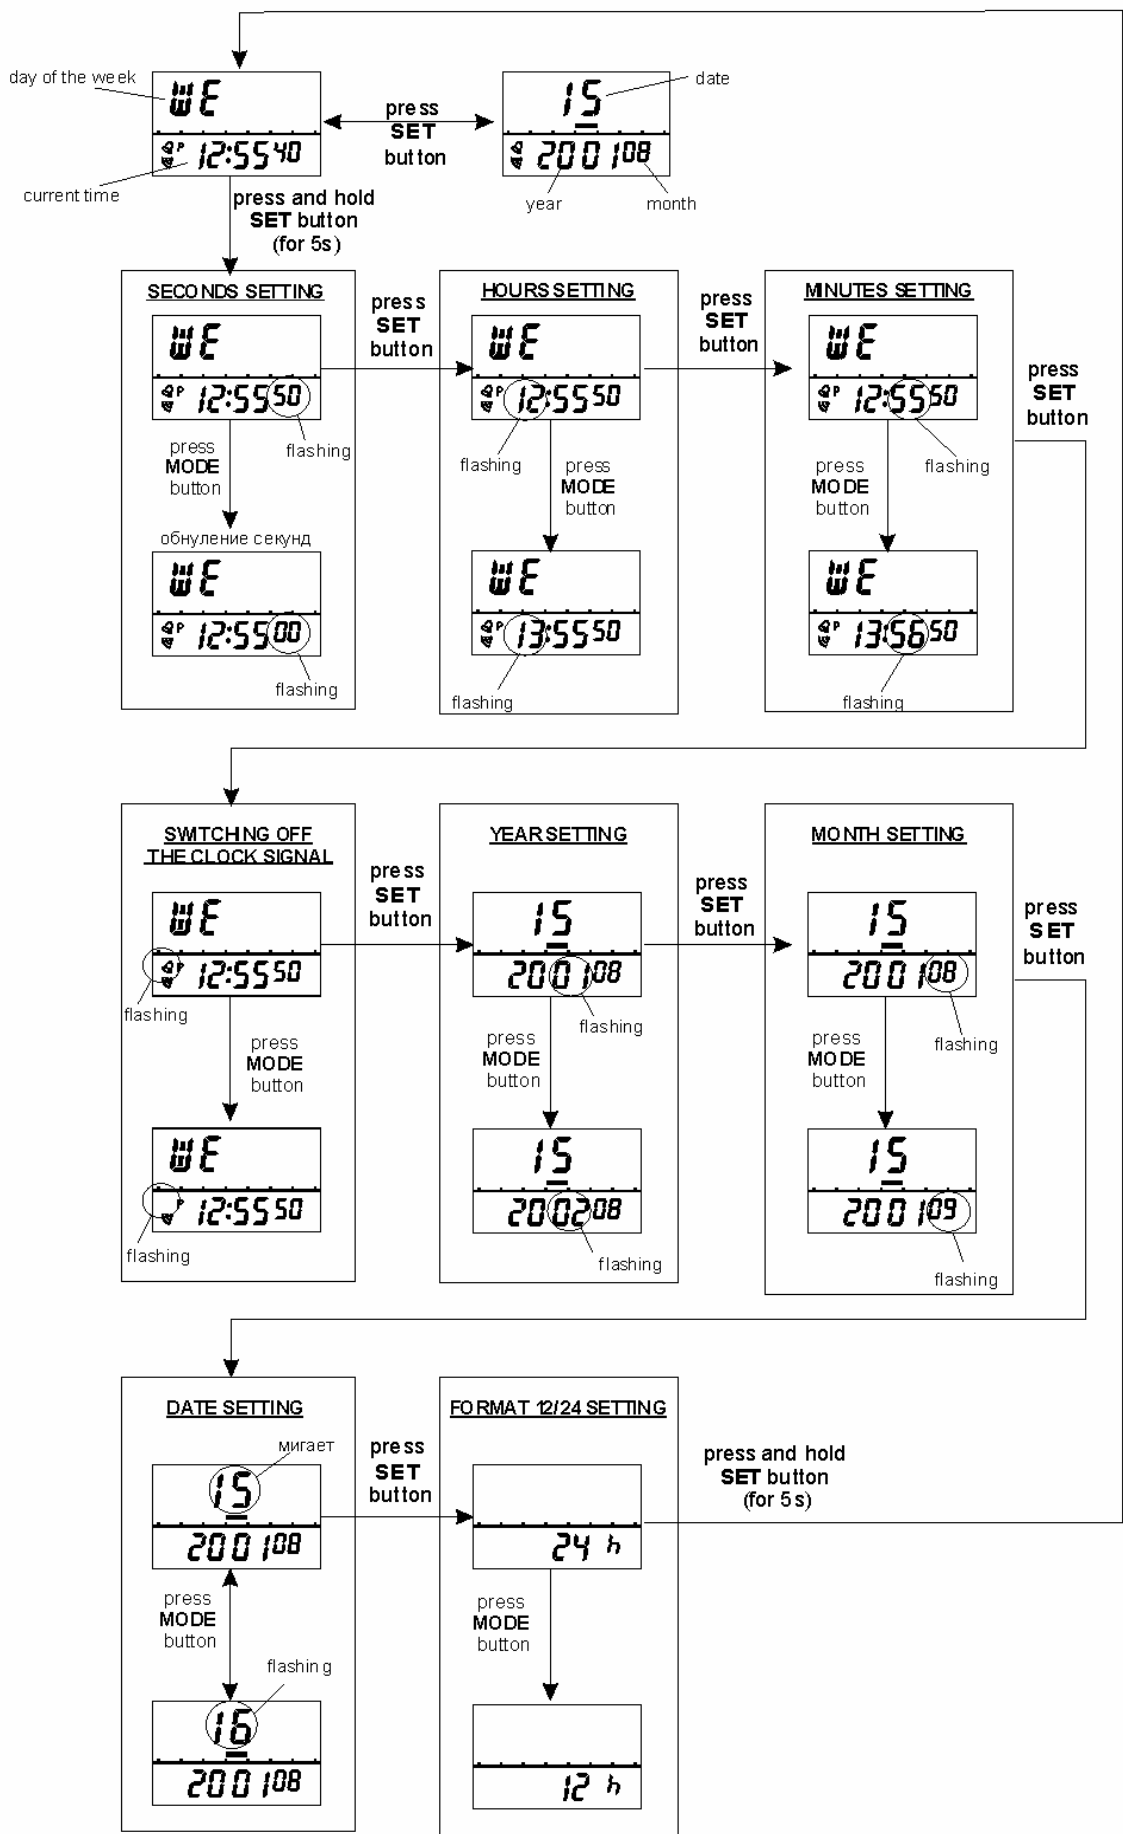 day of the week
WE
P 12:55 40
current time
press
SET
button
15
date
2001 08
year
month
press and hold
SET button
(for 5s)
SECONDS SETTING
WE
P 12:55 50
flashing
press
MODE
button
обнуление секунд
WE
P 12:55 00
flashing
press
SET
button
HOURS SETTING
WE
P 12:55 50
flashing
press
MODE
button
WE
P 13:55 50
flashing
press
SET
button
MINUTES SETTING
WE
P 12:55 50
flashing
press
MODE
button
WE
P 13:56 50
flashing
press
SET
button
SWITCHING OFF
THE CLOCK SIGNAL
WE
P 12:55 50
flashing
press
MODE
button
WE
P 12:55 50
flashing
press
SET
button
YEAR SETTING
15
2001 08
flashing
press
MODE
button
15
2002 08
flashing
press
SET
button
MONTH SETTING
15
2001 08
flashing
press
MODE
button
15
2001 09
flashing
press
SET
button
DATE SETTING
мигает
15
2001 08
press
MODE
button
flashing
16
2001 08
press
SET
button
FORMAT 12/24 SETTING
24 h
press
MODE
button
12 h
press and hold
SET button
(for 5s)